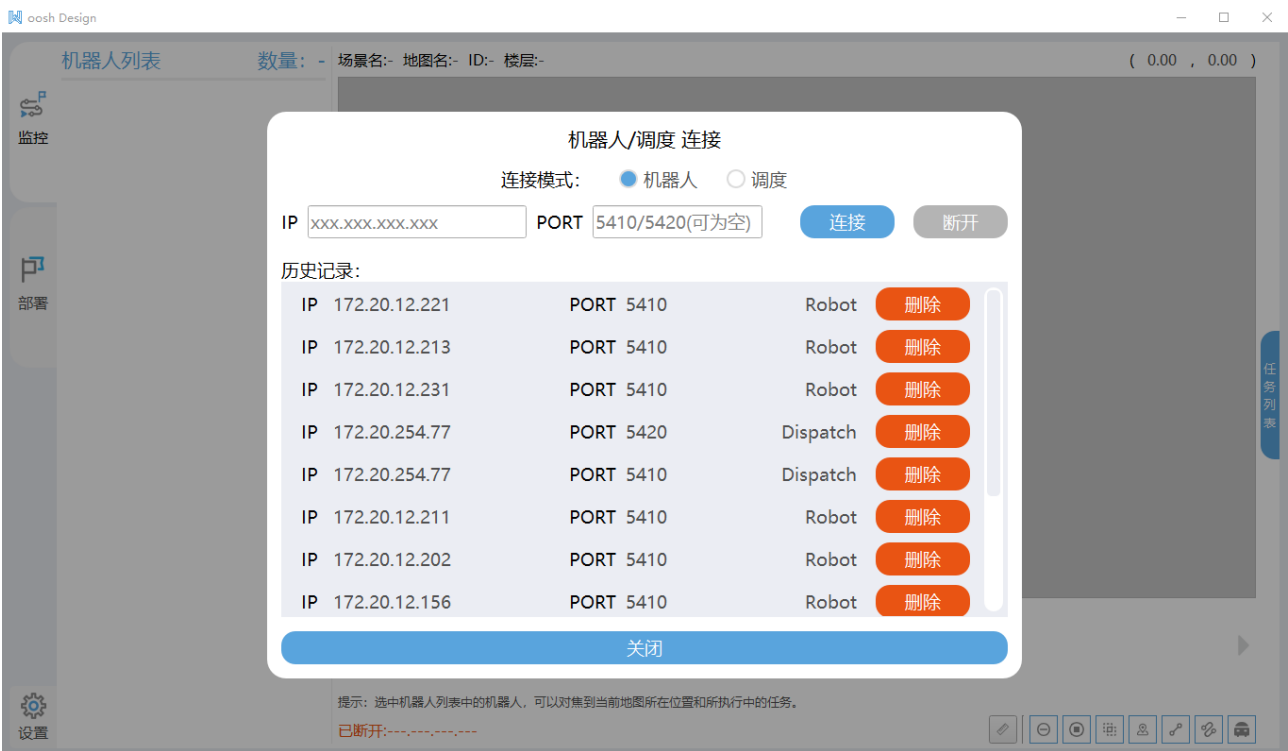 oosh Design
机器人列表 数量: -
场景名:- 地图名:- ID:- 楼层:-
( 0.00 , 0.00 )
监控
部署
设置
机器人/调度 连接
连接模式: 机器人 调度
IP xxx.xxx.xxx.xxx PORT 5410/5420(可为空) 连接 断开
历史记录:
IP 172.20.12.221 PORT 5410 Robot 删除
IP 172.20.12.213 PORT 5410 Robot 删除
IP 172.20.12.231 PORT 5410 Robot 删除
IP 172.20.254.77 PORT 5420 Dispatch 删除
IP 172.20.254.77 PORT 5410 Dispatch 删除
IP 172.20.12.211 PORT 5410 Robot 删除
IP 172.20.12.202 PORT 5410 Robot 删除
IP 172.20.12.156 PORT 5410 Robot 删除
关闭
任务列表
提示: 选中机器人列表中的机器人, 可以对焦到当前地图所在位置和所执行中的任务。
已断开:---.---.---.---